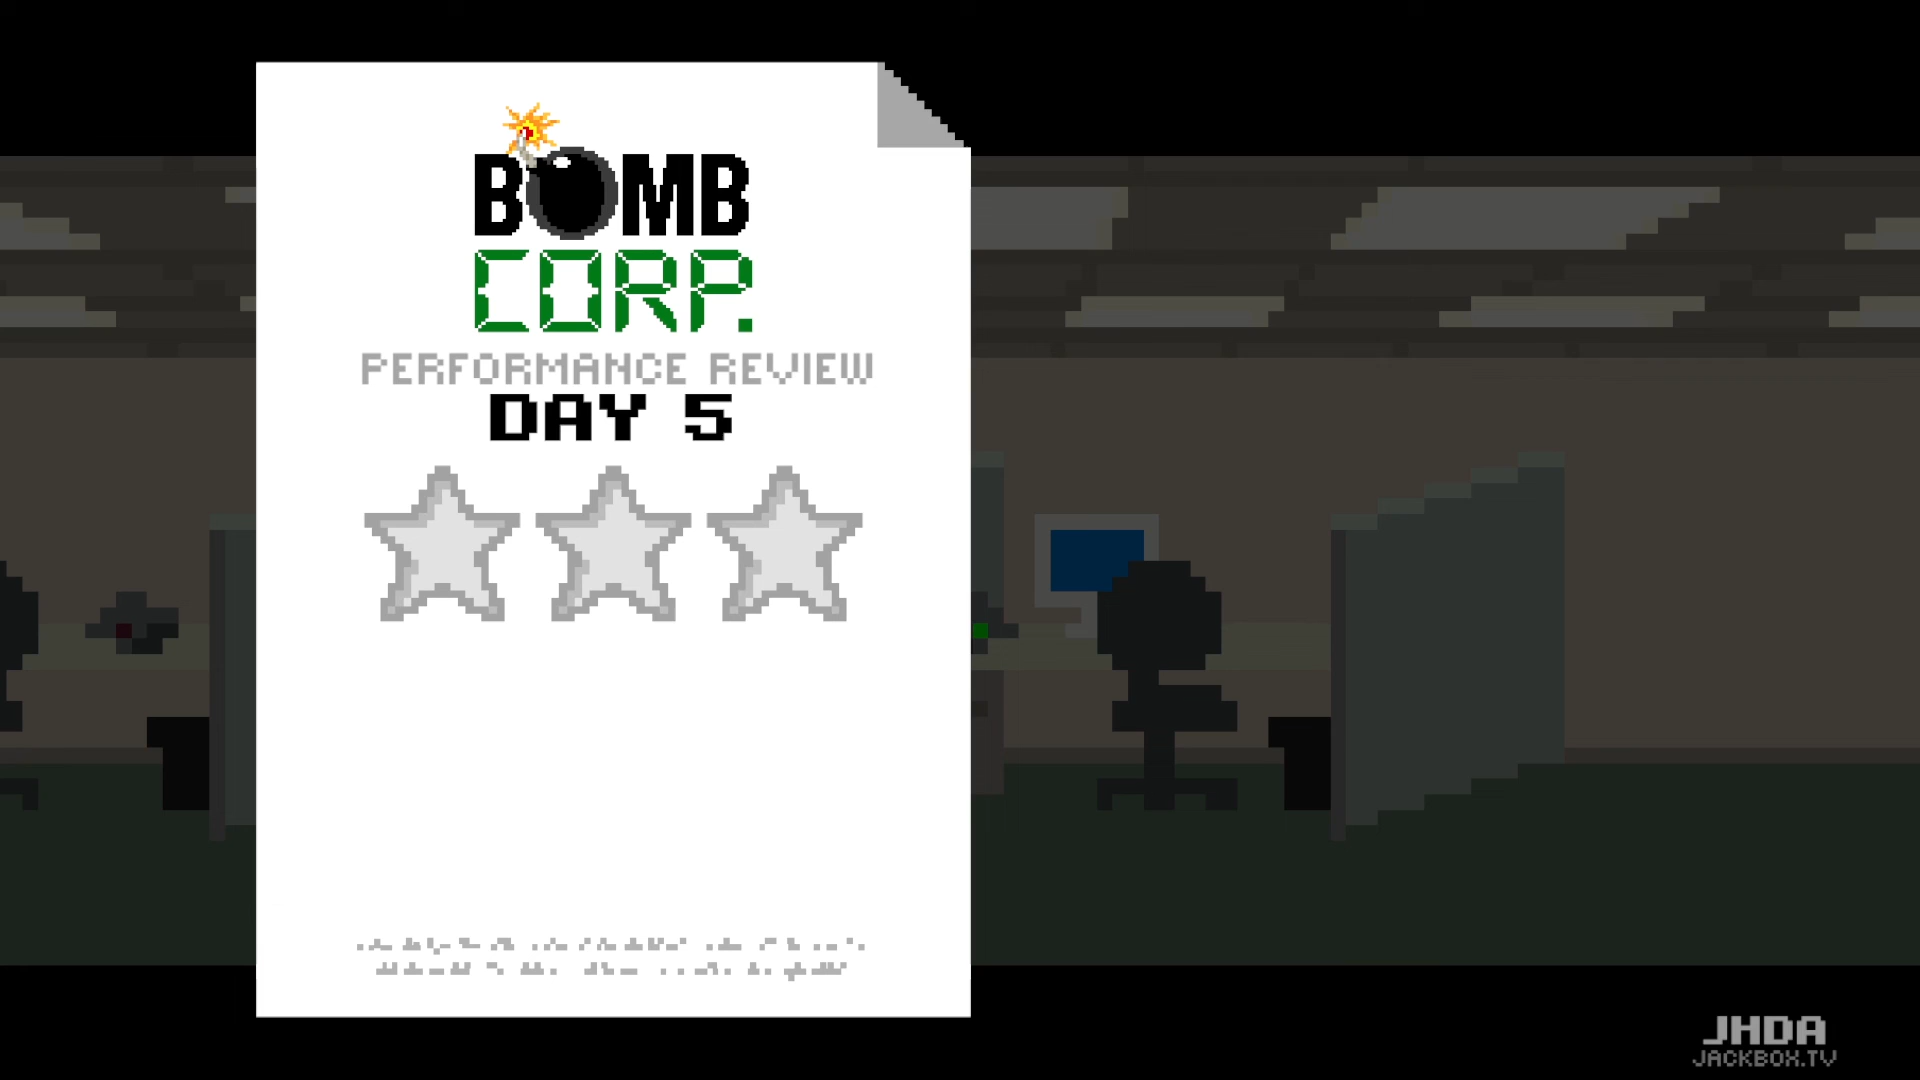 BOMB
CORP.
PERFORMANCE REVIEW
DAY 5
JHDA
JACKBOX.TV